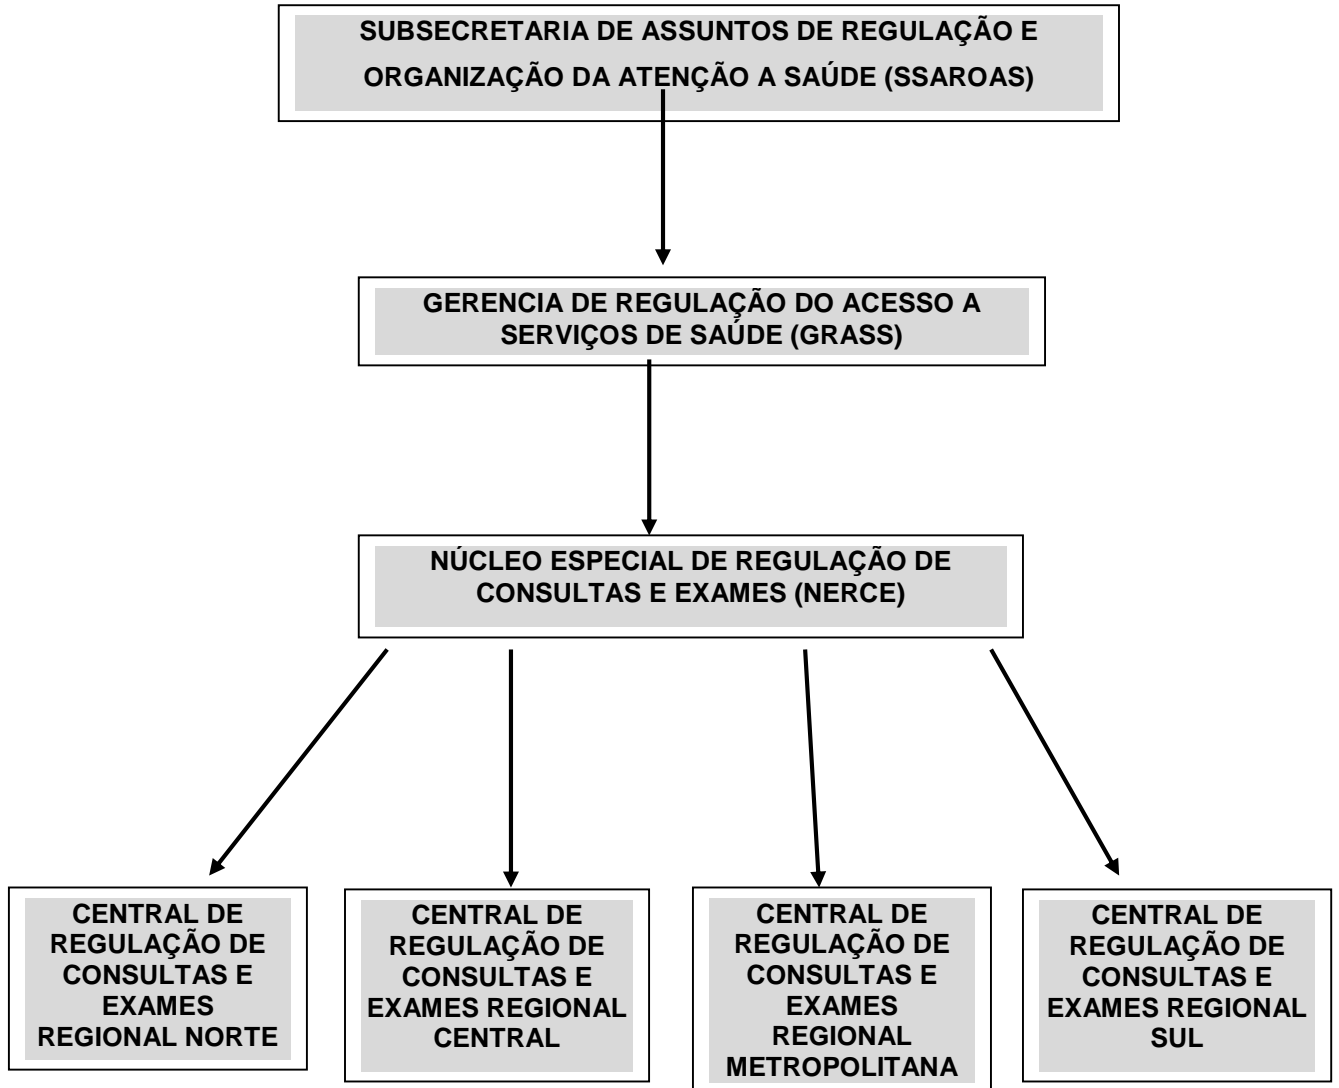 SUBSECRETARIA DE ASSUNTOS DE REGULAÇÃO E
ORGANIZAÇÃO DA ATENÇÃO A SAÚDE (SSAROAS)
GERENCIA DE REGULAÇÃO DO ACESSO A
SERVIÇOS DE SAÚDE (GRASS)
NÚCLEO ESPECIAL DE REGULAÇÃO DE
CONSULTAS E EXAMES (NERCE)
CENTRAL DE
REGULAÇÃO DE
CONSULTAS E
EXAMES
REGIONAL NORTE
CENTRAL DE
REGULAÇÃO DE
CONSULTAS E
EXAMES REGIONAL
CENTRAL
CENTRAL DE
REGULAÇÃO DE
CONSULTAS E
EXAMES
REGIONAL
METROPOLITANA
CENTRAL DE
REGULAÇÃO DE
CONSULTAS E
EXAMES REGIONAL
SUL